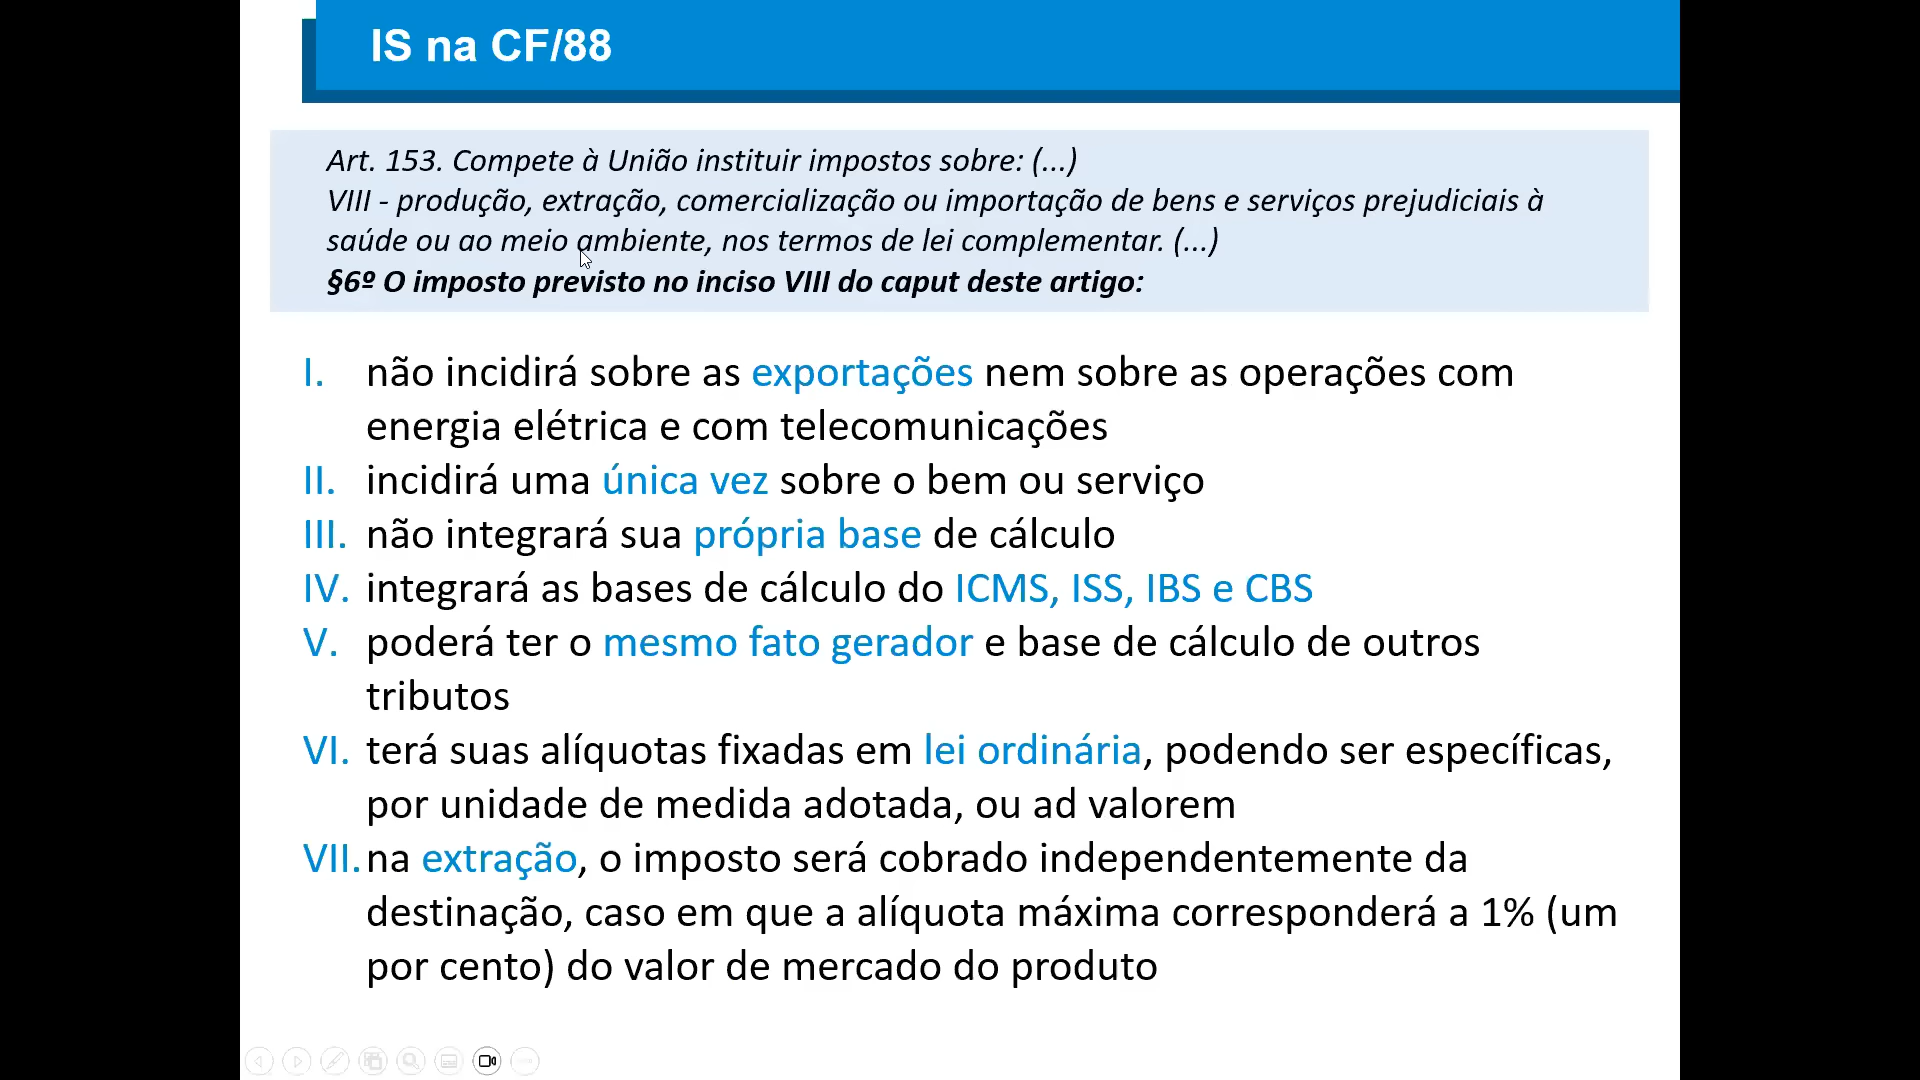 IS na CF/88
Art. 153. Compete à União instituir impostos sobre: (...)
VIII - produção, extração, comercialização ou importação de bens e serviços prejudiciais à
saúde ou ao meio ambiente, nos termos de lei complementar. (...)
§6º O imposto previsto no inciso VIII do caput deste artigo:
I. não incidirá sobre as exportações nem sobre as operações com
energia elétrica e com telecomunicações
II. incidirá uma única vez sobre o bem ou serviço
III. não integrará sua própria base de cálculo
IV. integrará as bases de cálculo do ICMS, ISS, IBS e CBS
V. poderá ter o mesmo fato gerador e base de cálculo de outros
tributos
VI. terá suas alíquotas fixadas em lei ordinária, podendo ser específicas,
por unidade de medida adotada, ou ad valorem
VII. na extração, o imposto será cobrado independentemente da
destinação, caso em que a alíquota máxima corresponderá a 1% (um
por cento) do valor de mercado do produto